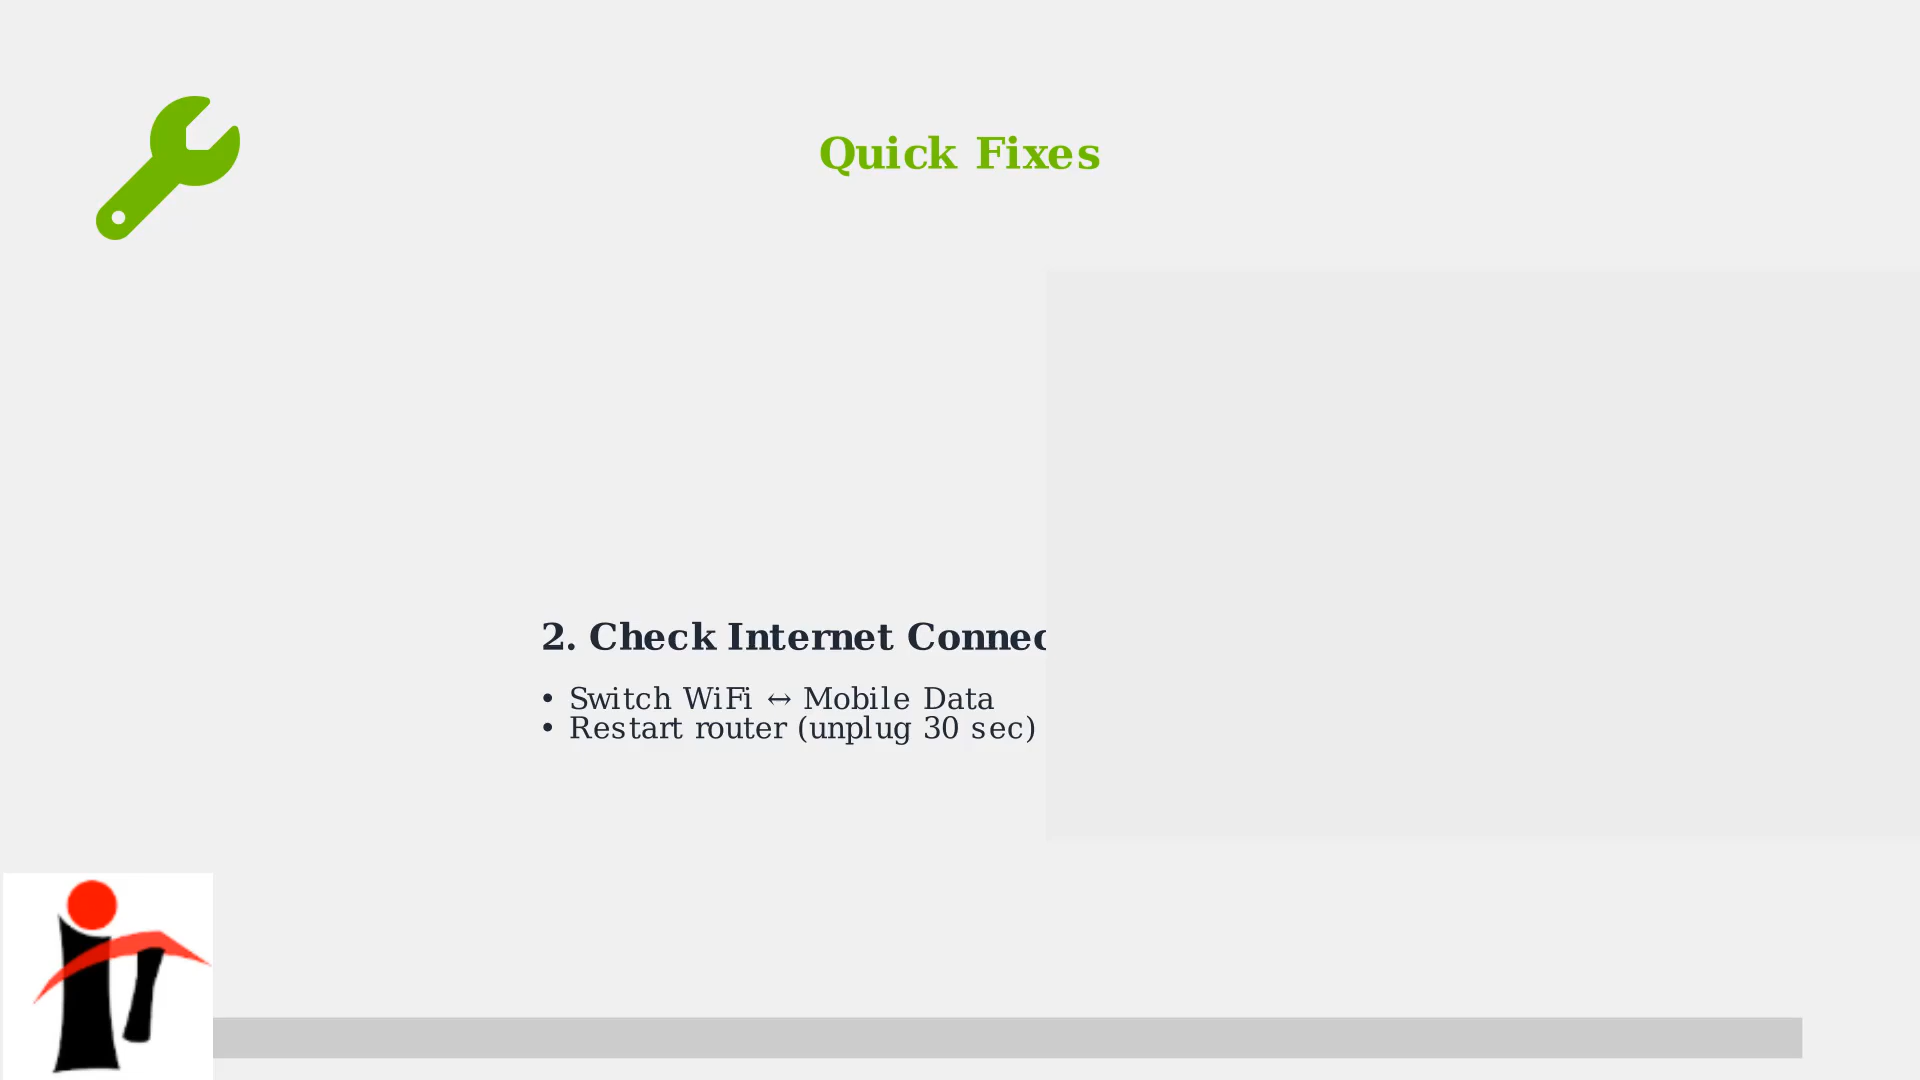 Quick Fixes
2. Check Internet Connec
• Switch WiFi ↔ Mobile Data
• Restart router (unplug 30 sec)